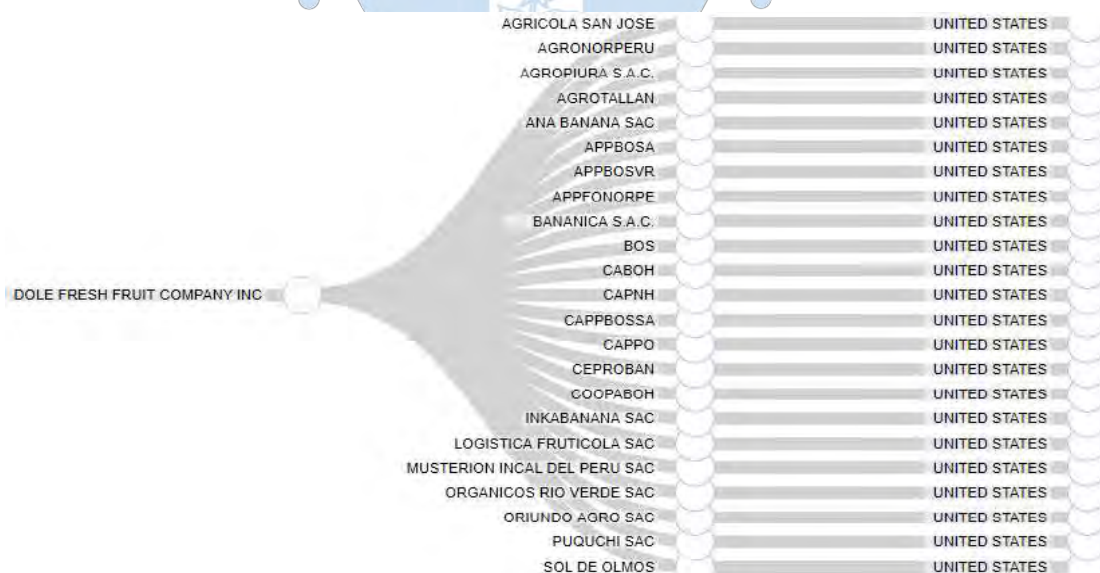 AGRICOLA SAN JOSE UNITED STATES
AGRONORPERU UNITED STATES
AGROPIURA S.A.C. UNITED STATES
AGROTALLAN UNITED STATES
ANA BANANA SAC UNITED STATES
APPBOSA UNITED STATES
APPBOSVR UNITED STATES
APPFONORPE UNITED STATES
BANANICA S.A.C. UNITED STATES
BOS UNITED STATES
CABOH UNITED STATES
DOLE FRESH FRUIT COMPANY INC CAPNH UNITED STATES
CAPPBOSSA UNITED STATES
CAPPO UNITED STATES
CEPROBAN UNITED STATES
COOPABOH UNITED STATES
INKABANANA SAC UNITED STATES
LOGISTICA FRUTICOLA SAC UNITED STATES
MUSTERION INCAL DEL PERU SAC UNITED STATES
ORGANICOS RIO VERDE SAC UNITED STATES
ORIUNDO AGRO SAC UNITED STATES
PUQUCHI SAC UNITED STATES
SOL DE OLMOS UNITED STATES